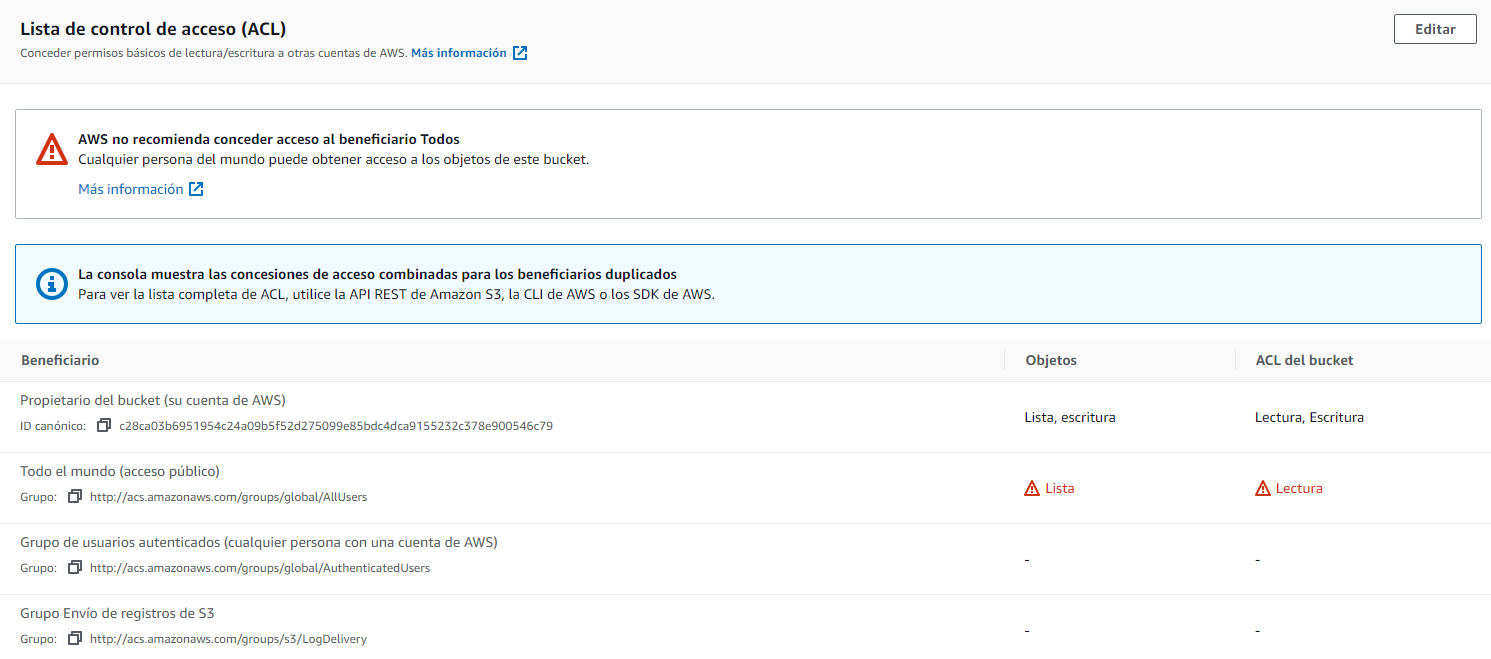 Lista de control de acceso (ACL)
Editar
Conceder permisos básicos de lectura/escritura a otras cuentas de AWS. Más información
AWS no recomienda conceder acceso al beneficiario Todos
Cualquier persona del mundo puede obtener acceso a los objetos de este bucket.
Más información
La consola muestra las concesiones de acceso combinadas para los beneficiarios duplicados
Para ver la lista completa de ACL, utilice la API REST de Amazon S3, la CLI de AWS o los SDK de AWS.
Beneficiario Objetos ACL del bucket
Propietario del bucket (su cuenta de AWS)
ID canónico: c28ca03b6951954c24a09b5f52d275099e85bdc4dca9155232c378e900546c79
Lista, escritura Lectura, Escritura
Todo el mundo (acceso público)
Grupo: http://acs.amazonaws.com/groups/global/AllUsers
Lista Lectura
Grupo de usuarios autenticados (cualquier persona con una cuenta de AWS)
Grupo: http://acs.amazonaws.com/groups/global/AuthenticatedUsers
- -
Grupo Envío de registros de S3
Grupo: http://acs.amazonaws.com/groups/s3/LogDelivery
- -